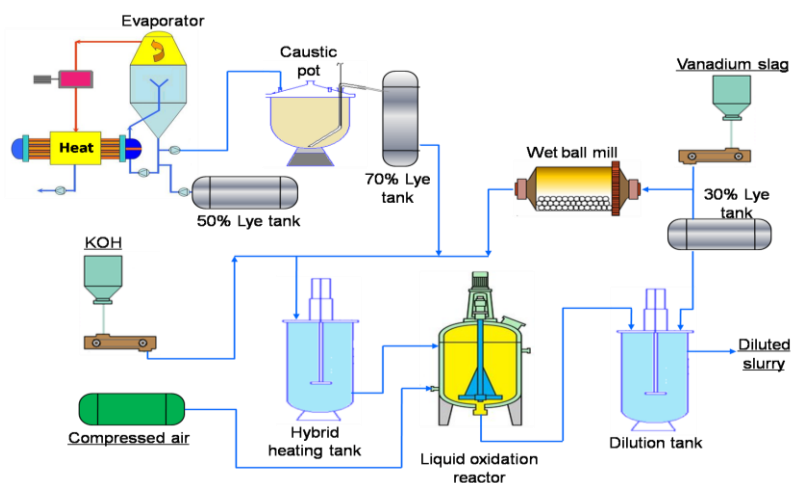 Evaporator
Caustic
pot
Vanadium slag
Heat
Wet ball mill
70% Lye
tank
50% Lye tank
30% Lye
tank
KOH
Diluted
slurry
Compressed air
Hybrid
heating tank
Liquid oxidation
reactor
Dilution tank